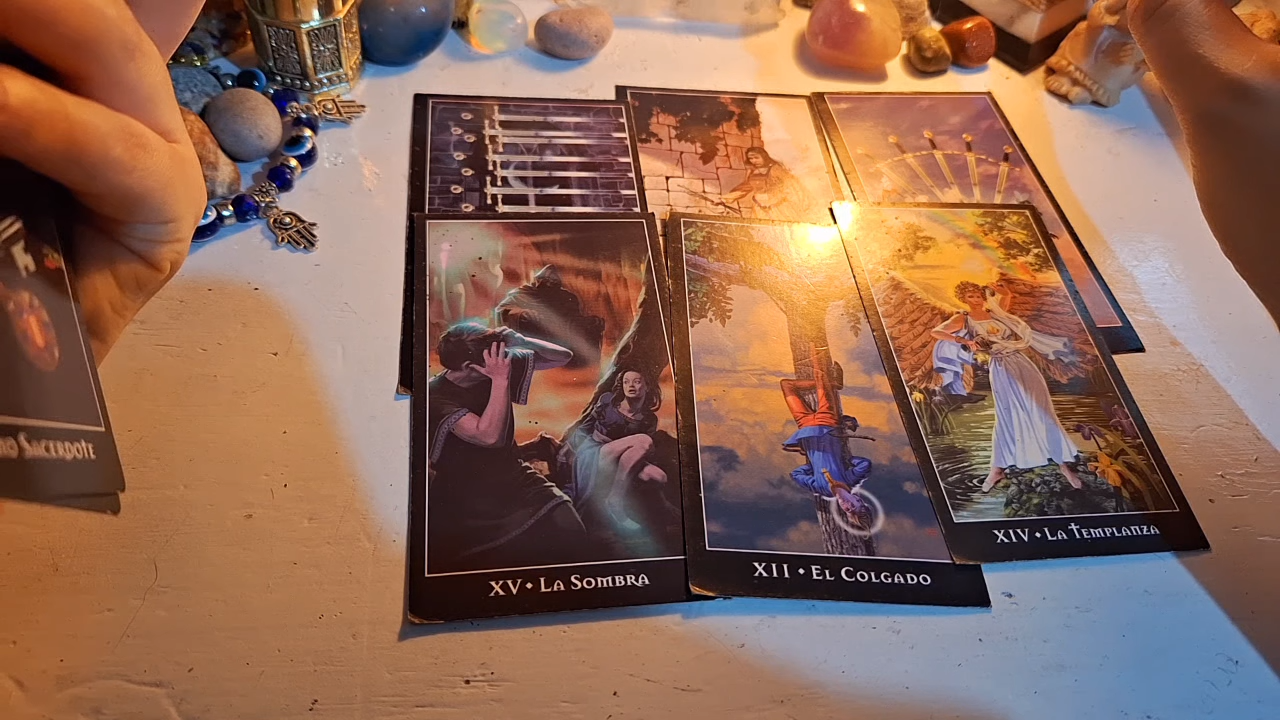 XV • La Sombra
XII • El Colgado
XIV • La Templanza
Sacerdote